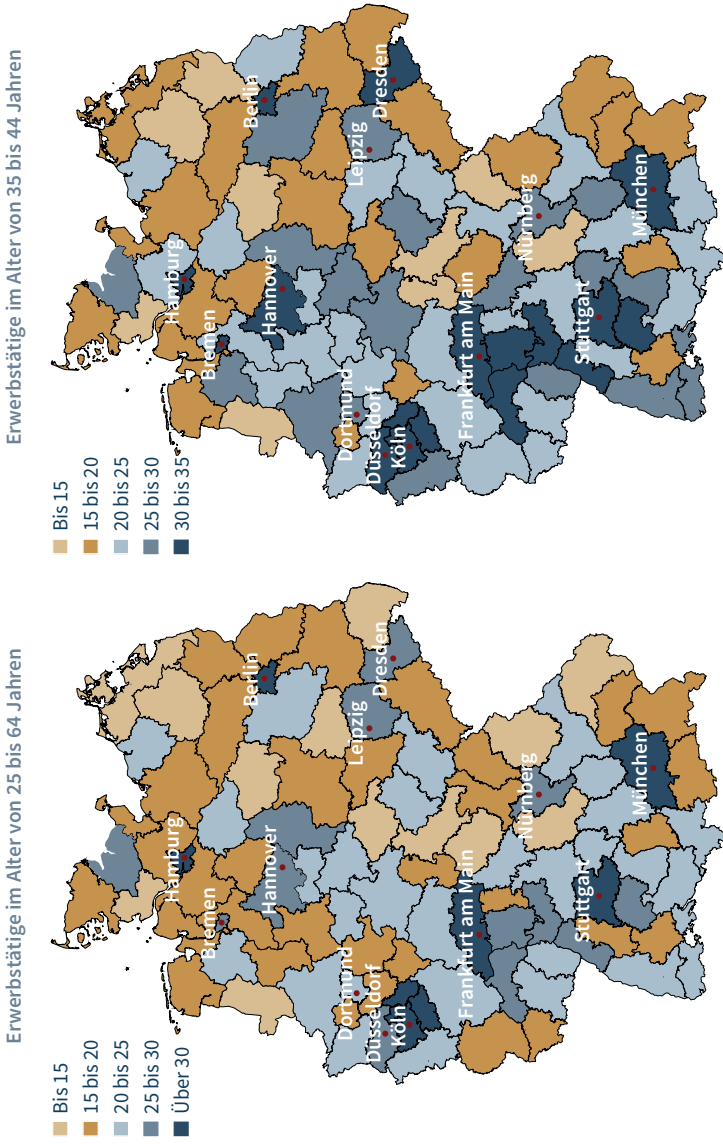 Erwerbstätige im Alter von 25 bis 64 Jahren
Bis 15
15 bis 20
20 bis 25
25 bis 30
Über 30
Hamburg
Bremen
Berlin
Hannover
Dortmund
Düsseldorf
Köln
Leipzig
Dresden
Frankfurt am Main
Nürnberg
Stuttgart
München
Erwerbstätige im Alter von 35 bis 44 Jahren
Bis 15
15 bis 20
20 bis 25
25 bis 30
30 bis 35
Hamburg
Bremen
Berlin
Hannover
Dortmund
Düsseldorf
Köln
Leipzig
Dresden
Frankfurt am Main
Nürnberg
Stuttgart
München